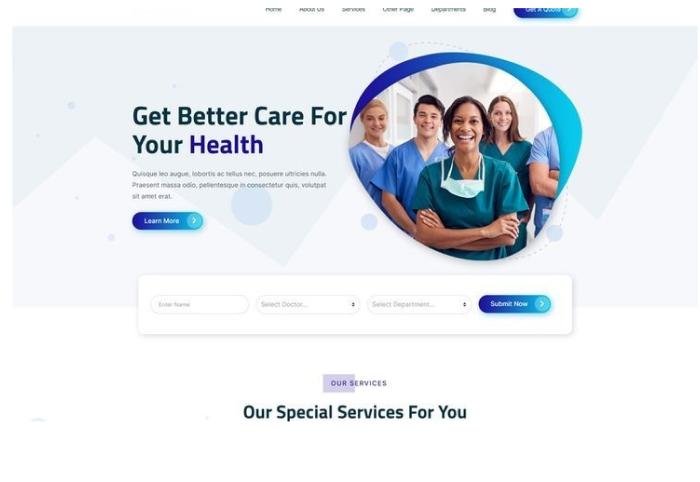 Home About Us Services Other Page Departments Blog Get A Quote
Get Better Care For
Your Health
Quisque leo augue, lobortis ac tellus nec, posuere ultricies nulla.
Praesent massa odio, pellentesque in consectetur quis, volutpat
sit amet erat.
Learn More
Enter Name Select Doctor... Select Department... Submit Now
OUR SERVICES
Our Special Services For You